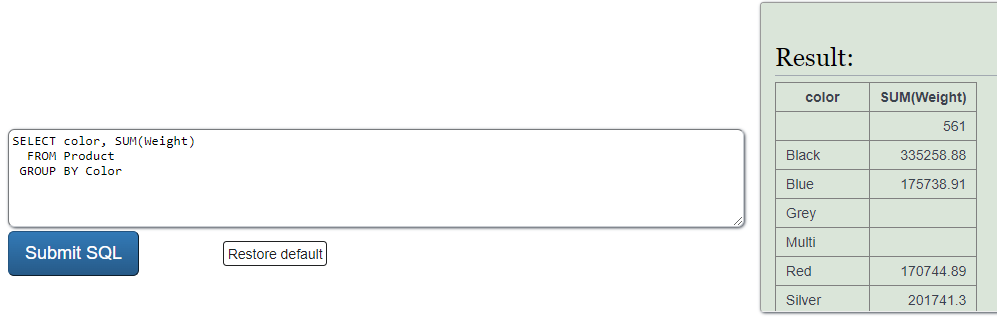 SELECT color, SUM(Weight)
FROM Product
GROUP BY Color
Submit SQL
Restore default
Result:
color SUM(Weight)
561
Black 335258.88
Blue 175738.91
Grey
Multi
Red 170744.89
Silver 201741.3